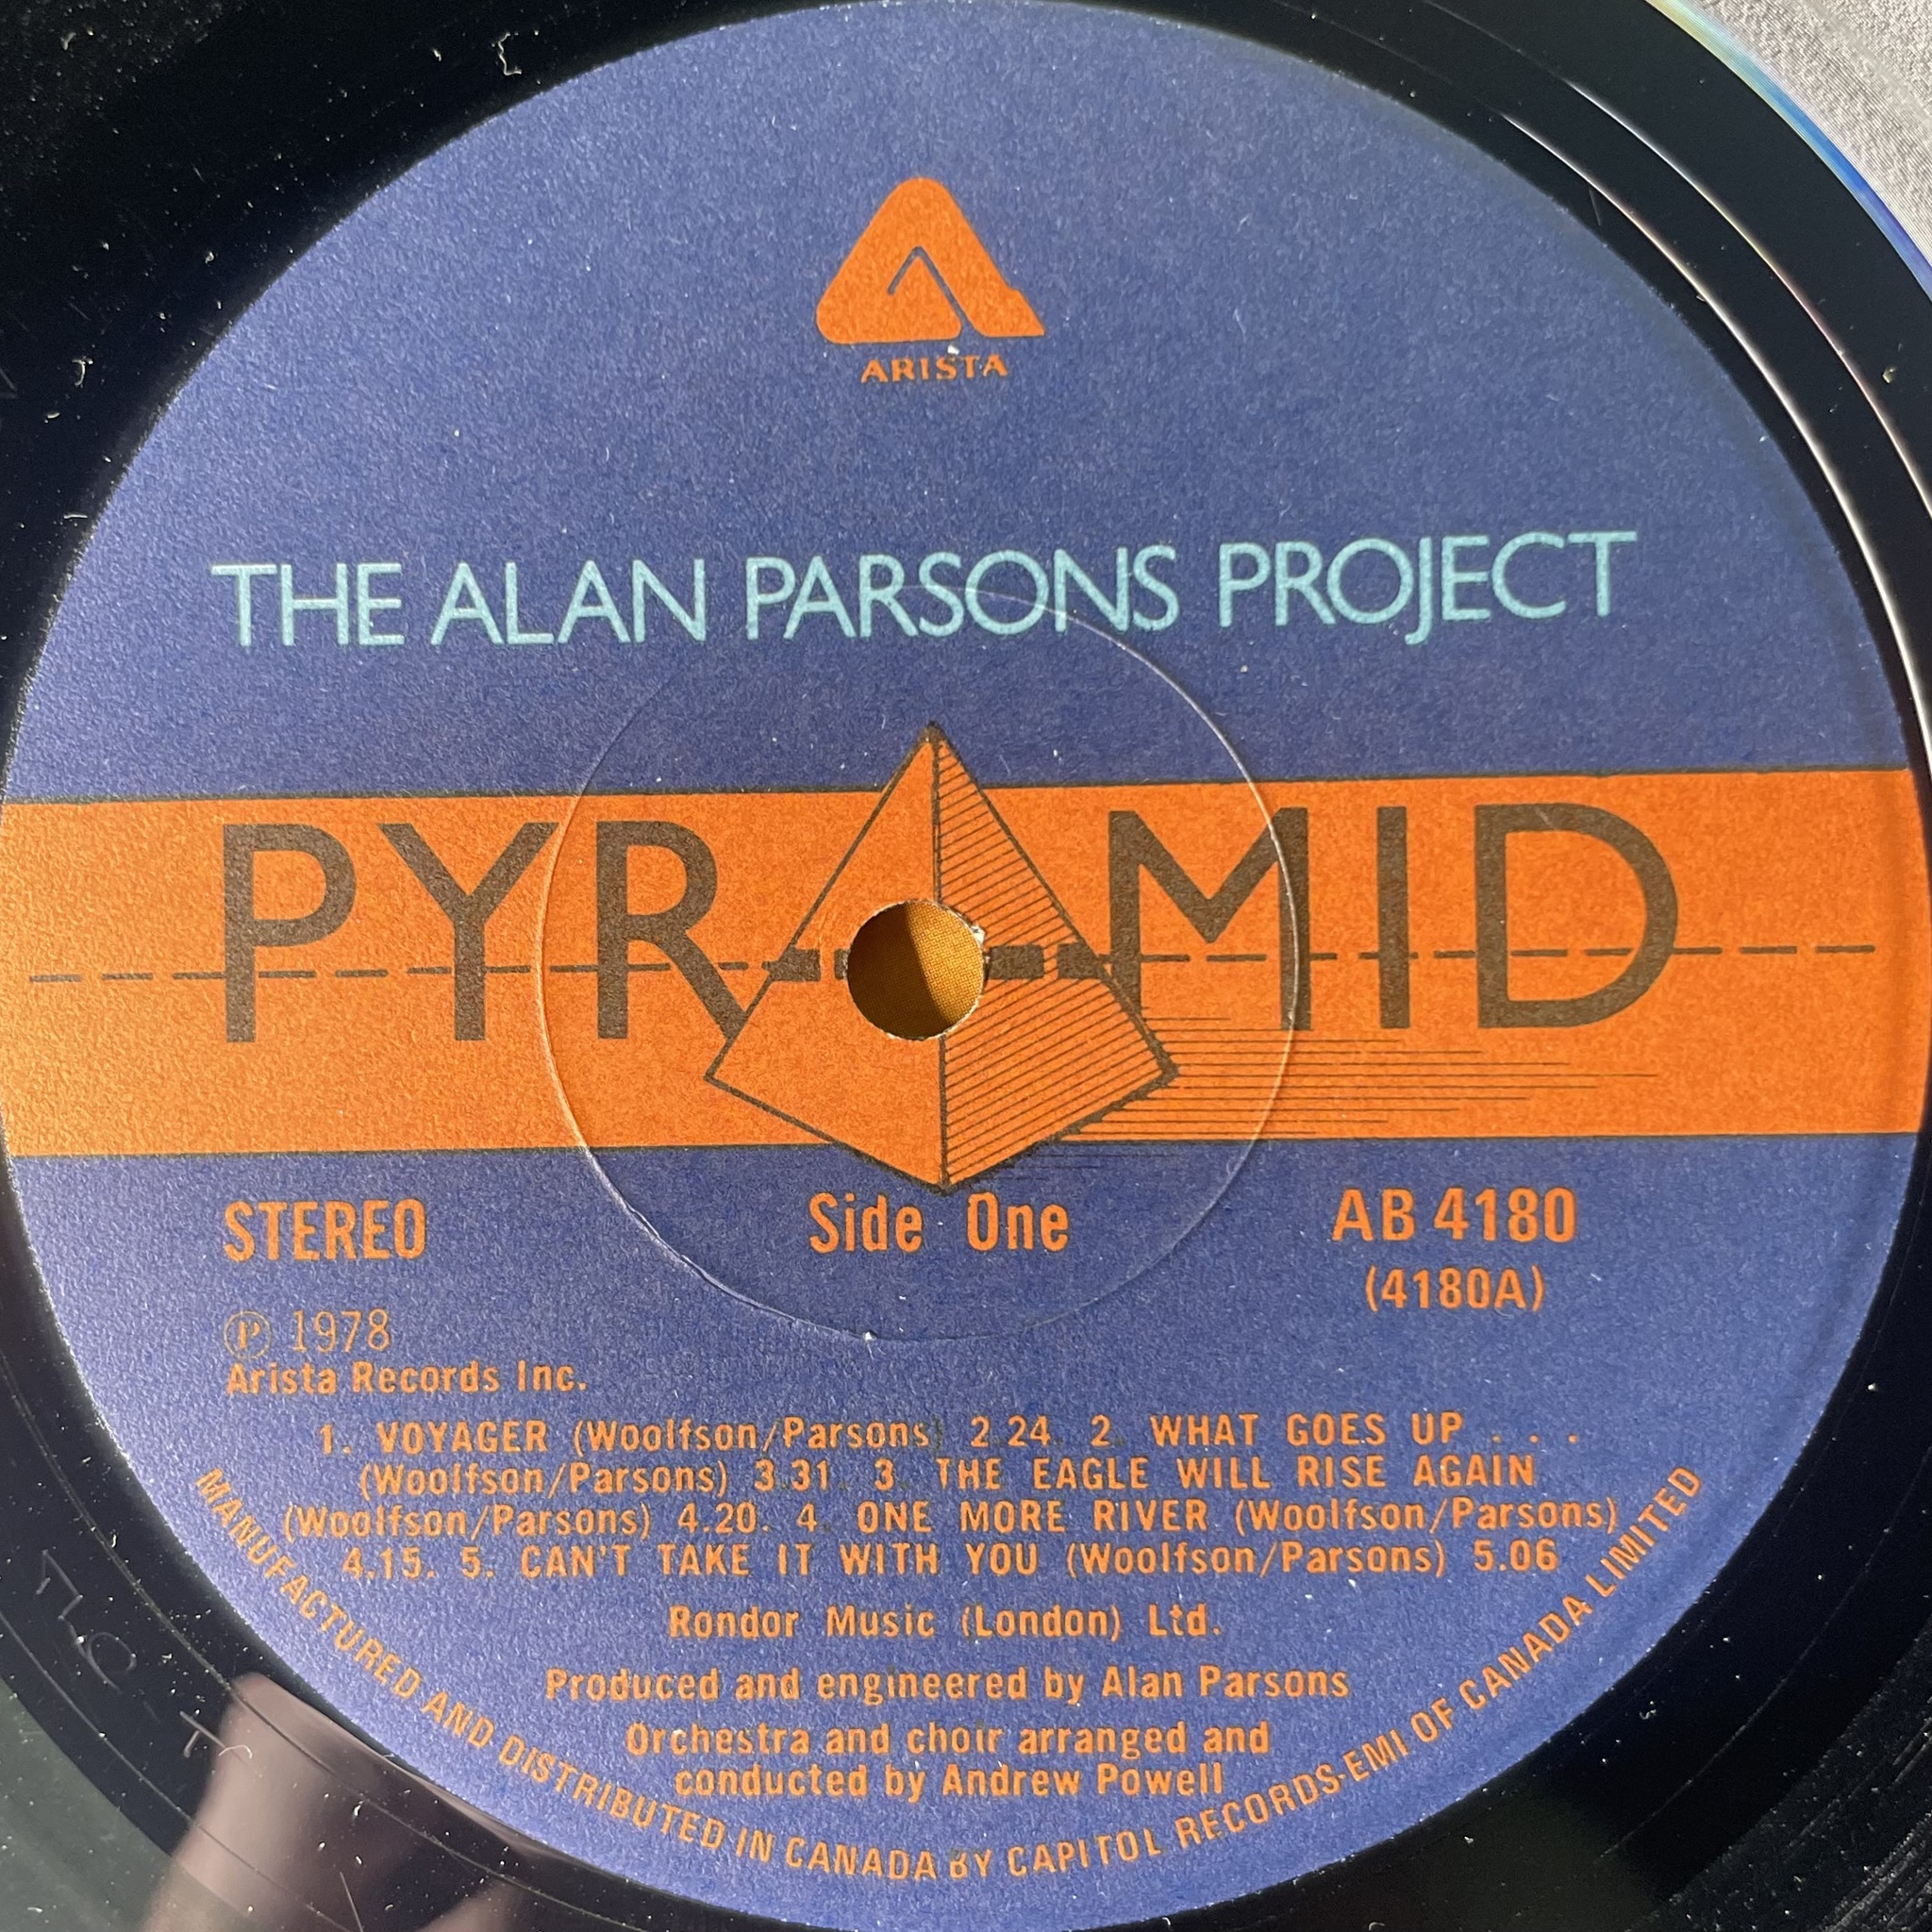 ARISTA
THE ALAN PARSONS PROJECT
PYRAMID
STEREO
Side One
AB 4180
(4180A)
℗ 1978
Arista Records Inc.
1. VOYAGER (Woolfson/Parsons) 2.24. 2. WHAT GOES UP . . .
(Woolfson/Parsons) 3.31. 3. THE EAGLE WILL RISE AGAIN
(Woolfson/Parsons) 4.20. 4. ONE MORE RIVER (Woolfson/Parsons)
4.15. 5. CAN'T TAKE IT WITH YOU (Woolfson/Parsons) 5.06
Rondor Music (London) Ltd.
Produced and engineered by Alan Parsons
Orchestra and choir arranged and
conducted by Andrew Powell
MANUFACTURED AND DISTRIBUTED IN CANADA BY CAPITOL RECORDS-EMI OF CANADA LIMITED